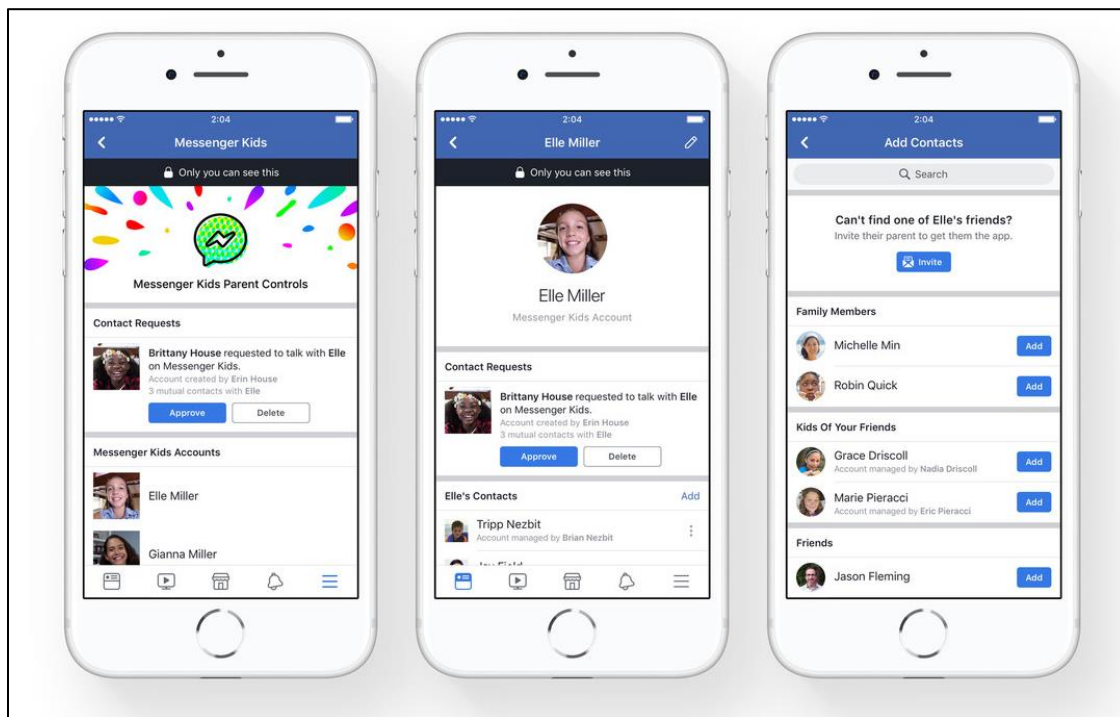 2:04
Messenger Kids
Only you can see this
Messenger Kids Parent Controls
Contact Requests
Brittany House requested to talk with Elle
on Messenger Kids.
Account created by Erin House
3 mutual contacts with Elle
Approve Delete
Messenger Kids Accounts
Elle Miller
Gianna Miller
2:04
Elle Miller
Only you can see this
Elle Miller
Messenger Kids Account
Contact Requests
Brittany House requested to talk with Elle
on Messenger Kids.
Account created by Erin House
3 mutual contacts with Elle
Approve Delete
Elle's Contacts Add
Tripp Nezbit
Account managed by Brian Nezbit
2:04
Add Contacts
Search
Can't find one of Elle's friends?
Invite their parent to get them the app.
Invite
Family Members
Michelle Min Add
Robin Quick Add
Kids Of Your Friends
Grace Driscoll Add
Account managed by Nadia Driscoll
Marie Pieracci Add
Account managed by Eric Pieracci
Friends
Jason Fleming Add